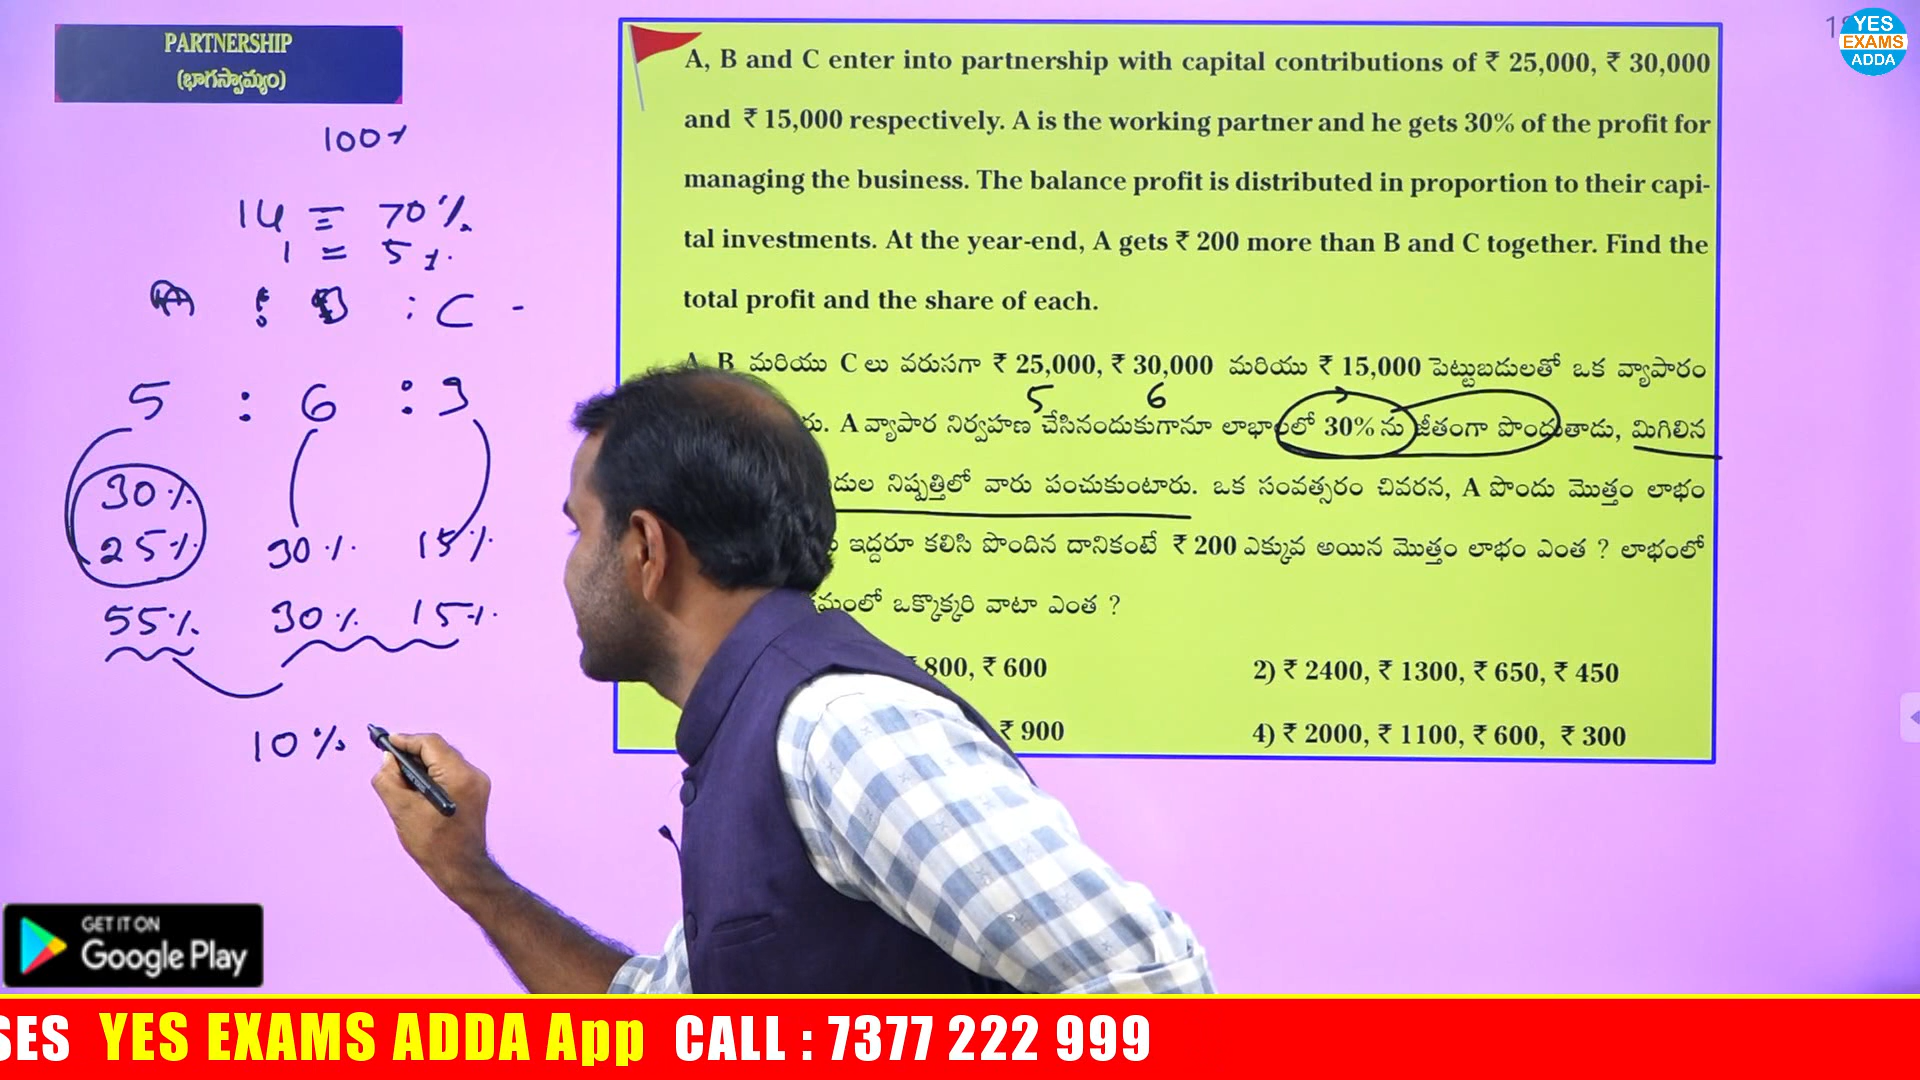 PARTNERSHIP
(భాగస్వామ్యం)
100%
14 = 70%
1 = 5%
A : B : C -
5 : 6 : 3
30%
25% 30% 15%
55% 30% 15%
10%
YES
EXAMS
ADDA
A, B and C enter into partnership with capital contributions of ₹ 25,000, ₹ 30,000
and ₹ 15,000 respectively. A is the working partner and he gets 30% of the profit for
managing the business. The balance profit is distributed in proportion to their capi-
tal investments. At the year-end, A gets ₹ 200 more than B and C together. Find the
total profit and the share of each.
A, B మరియు C లు వరుసగా ₹ 25,000, ₹ 30,000 మరియు ₹ 15,000 పెట్టుబడులతో ఒక వ్యాపారం
5 6
A వ్యాపార నిర్వహణ చేసినందుకుగానూ లాభాలలో 30% ను జీతంగా పొందుతాడు, మిగిలిన
నిష్పత్తిలో వారు పంచుకుంటారు. ఒక సంవత్సరం చివరన, A పొందు మొత్తం లాభం
ఇద్దరూ కలిసి పొందిన దానికంటే ₹ 200 ఎక్కువ అయిన మొత్తం లాభం ఎంత ? లాభంలో
ఒక్కొక్కరి వాటా ఎంత ?
800, ₹ 600 2) ₹ 2400, ₹ 1300, ₹ 650, ₹ 450
₹ 900 4) ₹ 2000, ₹ 1100, ₹ 600, ₹ 300
GET IT ON
Google Play
SES YES EXAMS ADDA App CALL : 7377 222 999